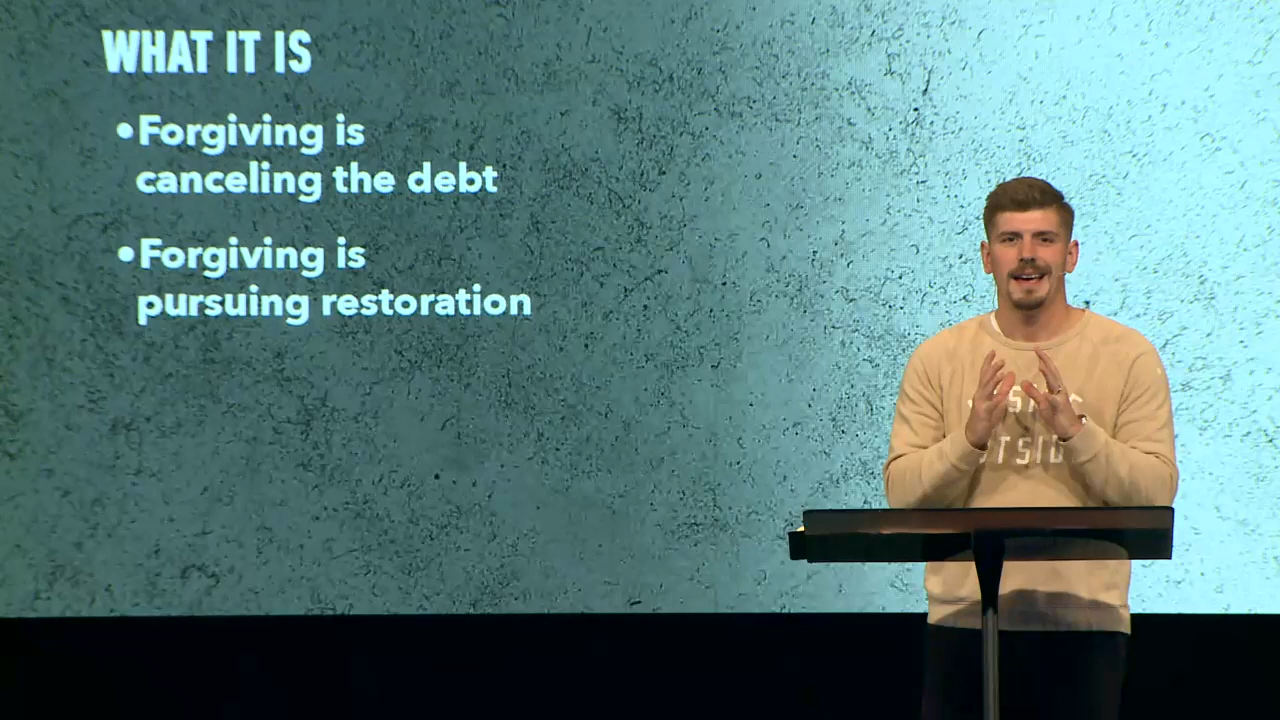 WHAT IT IS
•Forgiving is
canceling the debt
•Forgiving is
pursuing restoration